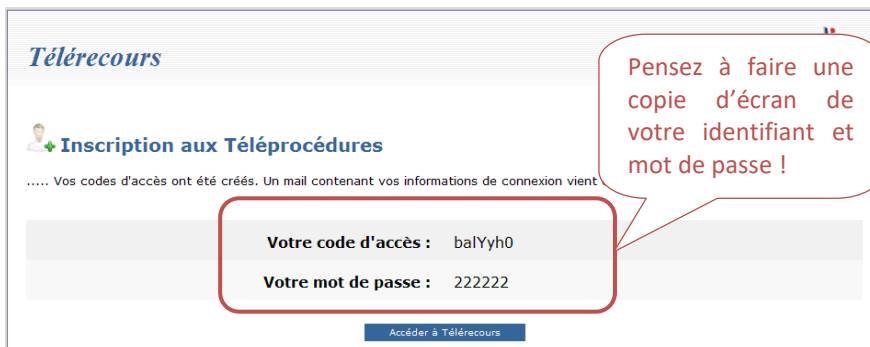 Télérecours
Pensez à faire une
copie d'écran de
votre identifiant et
mot de passe !
Inscription aux Téléprocédures
..... Vos codes d'accès ont été créés. Un mail contenant vos informations de connexion vient
Votre code d'accès : balYyh0
Votre mot de passe : 222222
Accéder à Télérecours